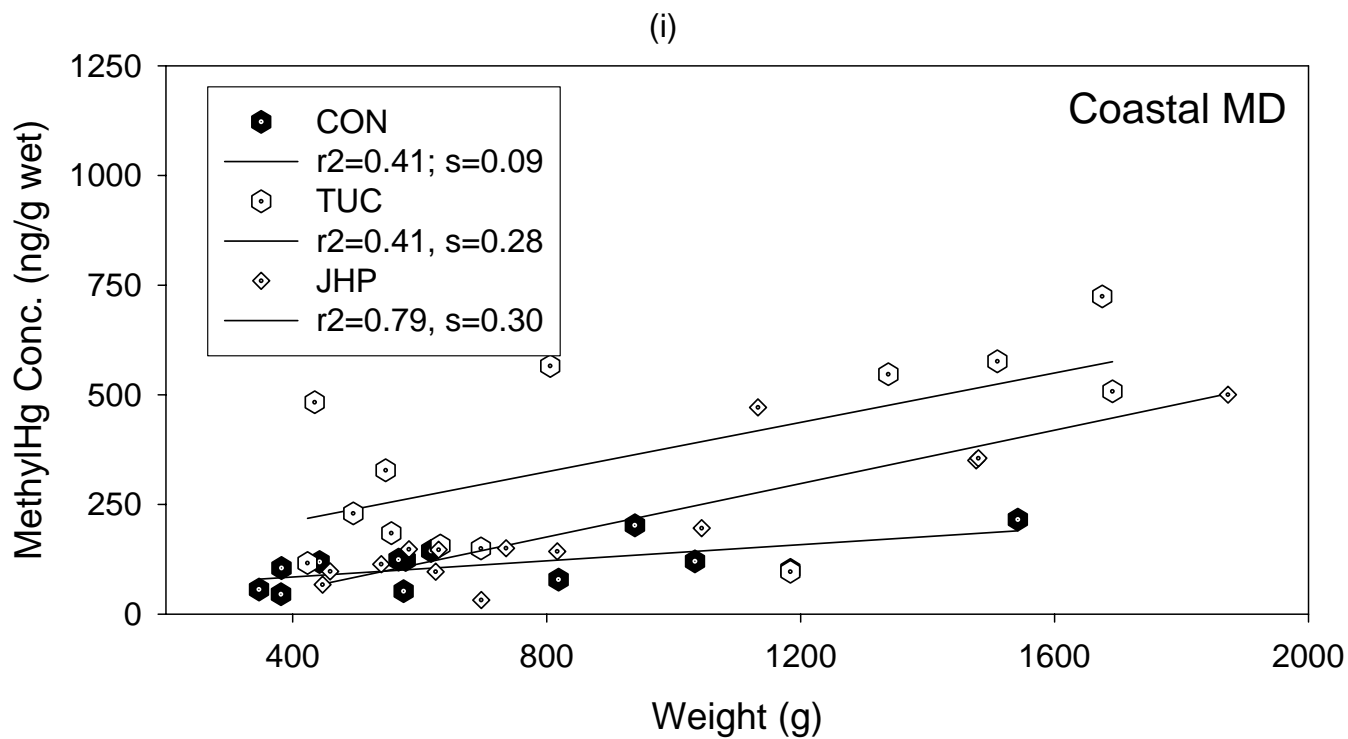 (i)
1250
1000
750
500
250
0
MethylHg Conc. (ng/g wet)
CON
r2=0.41; s=0.09
TUC
r2=0.41, s=0.28
JHP
r2=0.79, s=0.30
Coastal MD
400 800 1200 1600 2000
Weight (g)